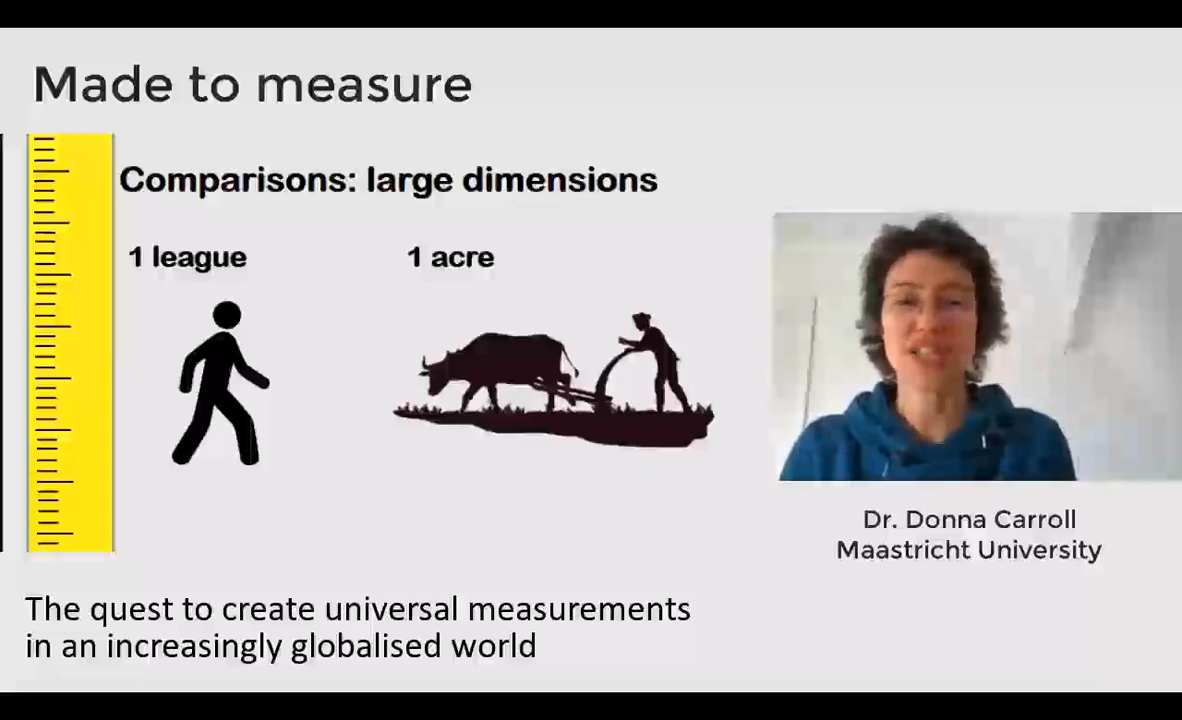 Made to measure
Comparisons: large dimensions
1 league
1 acre
Dr. Donna Carroll
Maastricht University
The quest to create universal measurements
in an increasingly globalised world